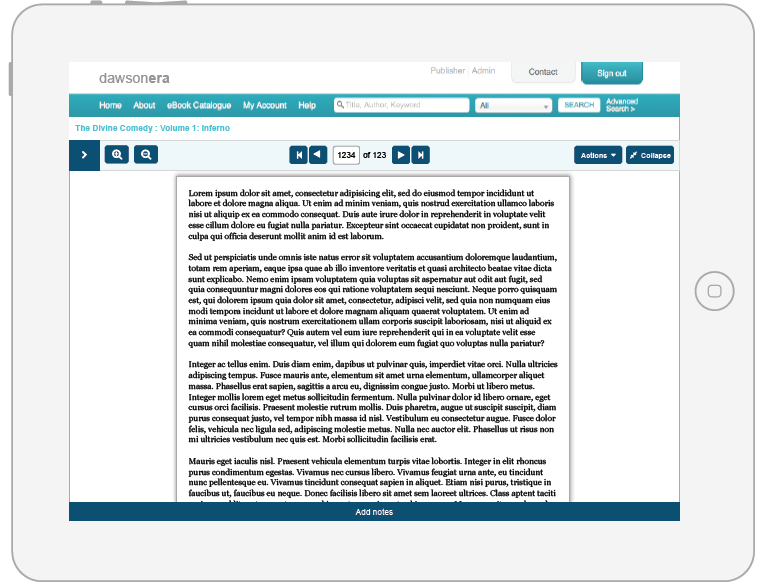 Publisher | Admin
Contact
Sign out
dawsonera
Home About eBook Catalogue My Account Help Title, Author, Keyword All SEARCH Advanced Search >
The Divine Comedy : Volume 1: Inferno
1234 of 123 Actions Collapse
Lorem ipsum dolor sit amet, consectetur adipisicing elit, sed do eiusmod tempor incididunt ut
labore et dolore magna aliqua. Ut enim ad minim veniam, quis nostrud exercitation ullamco laboris
nisi ut aliquip ex ea commodo consequat. Duis aute irure dolor in reprehenderit in voluptate velit
esse cillum dolore eu fugiat nulla pariatur. Excepteur sint occaecat cupidatat non proident, sunt in
culpa qui officia deserunt mollit anim id est laborum.
Sed ut perspiciatis unde omnis iste natus error sit voluptatem accusantium doloremque laudantium,
totam rem aperiam, eaque ipsa quae ab illo inventore veritatis et quasi architecto beatae vitae dicta
sunt explicabo. Nemo enim ipsam voluptatem quia voluptas sit aspernatur aut odit aut fugit, sed
quia consequuntur magni dolores eos qui ratione voluptatem sequi nesciunt. Neque porro quisquam
est, qui dolorem ipsum quia dolor sit amet, consectetur, adipisci velit, sed quia non numquam eius
modi tempora incidunt ut labore et dolore magnam aliquam quaerat voluptatem. Ut enim ad
minima veniam, quis nostrum exercitationem ullam corporis suscipit laboriosam, nisi ut aliquid ex
ea commodi consequatur? Quis autem vel eum iure reprehenderit qui in ea voluptate velit esse
quam nihil molestiae consequatur, vel illum qui dolorem eum fugiat quo voluptas nulla pariatur?
Integer ac tellus enim. Duis diam enim, dapibus ut pulvinar quis, imperdiet vitae orci. Nulla ultricies
adipiscing tempus. Fusce mauris ante, elementum sit amet urna elementum, ullamcorper aliquet
massa. Phasellus erat sapien, sagittis a arcu eu, dignissim congue justo. Morbi ut libero metus.
Integer mollis lorem eget metus sollicitudin fermentum. Nulla pulvinar dolor id libero ornare, eget
cursus orci facilisis. Praesent molestie rutrum mollis. Duis pharetra, augue ut suscipit suscipit, diam
purus consequat justo, vel tempor nibh massa id nisl. Vestibulum eu consectetur augue. Fusce dolor
felis, vehicula nec ligula sed, adipiscing molestie metus. Nulla nec auctor elit. Phasellus ut risus non
mi ultricies vestibulum nec quis est. Morbi sollicitudin facilisis erat.
Mauris eget iaculis nisl. Praesent vehicula elementum turpis vitae lobortis. Integer in elit rhoncus
purus condimentum egestas. Vivamus nec cursus libero. Vivamus feugiat urna ante, eu tincidunt
nunc pellentesque eu. Vivamus tincidunt consequat sapien in aliquet. Etiam nisi purus, tristique in
faucibus ut, faucibus eu neque. Donec facilisis libero sit amet sem laoreet ultrices. Class aptent taciti
Add notes